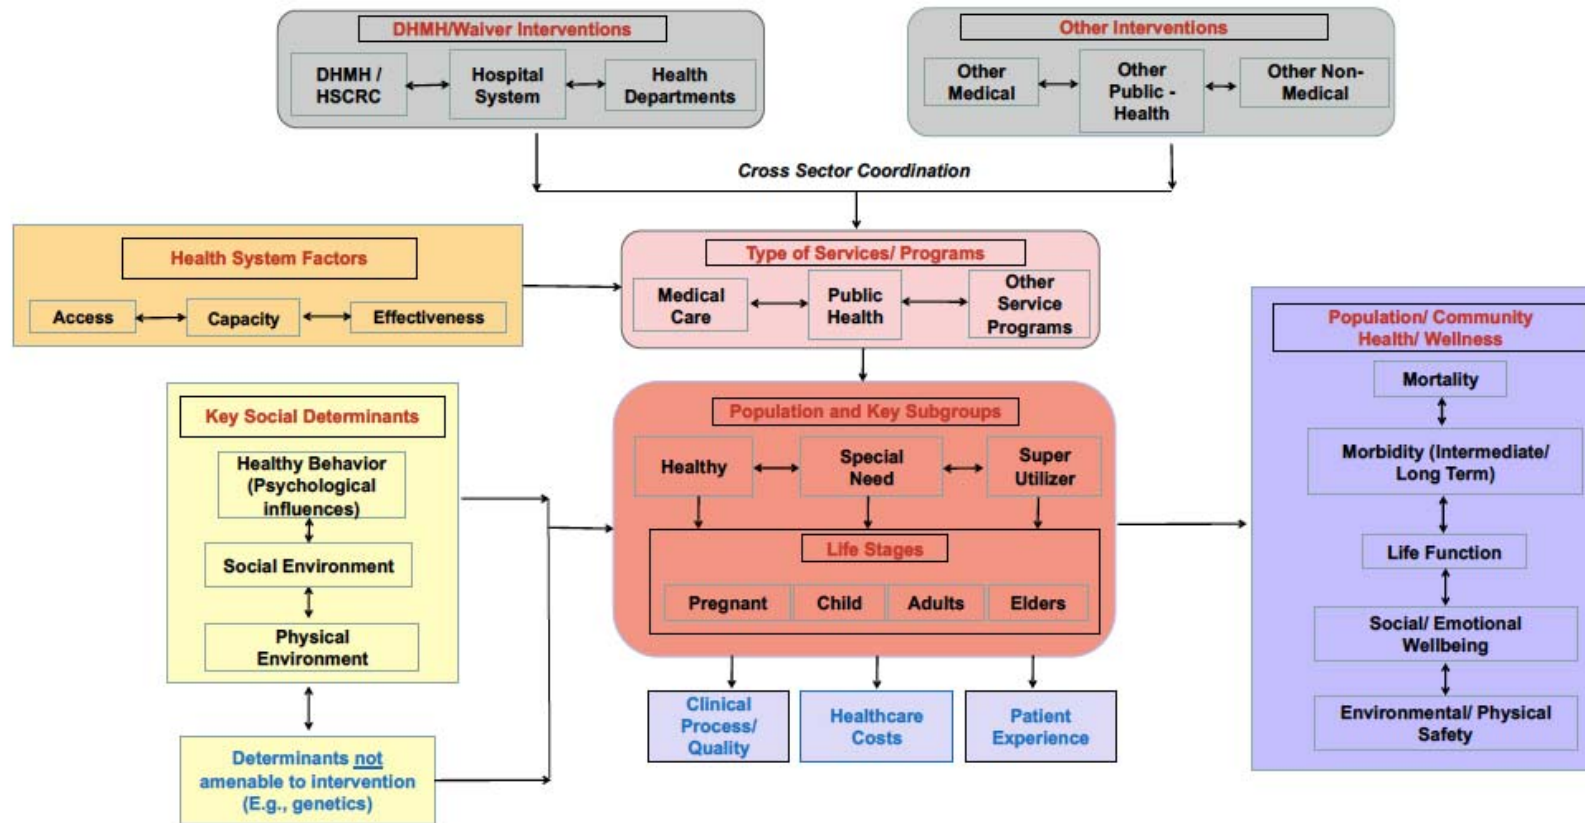 DHMH/Waiver Interventions
DHMH /
HSCRC
Hospital
System
Health
Departments
Other Interventions
Other
Medical
Other
Public -
Health
Other Non-
Medical
Cross Sector Coordination
Health System Factors
Access
Capacity
Effectiveness
Type of Services/ Programs
Medical
Care
Public
Health
Other
Service
Programs
Key Social Determinants
Healthy Behavior
(Psychological
influences)
Social Environment
Physical
Environment
Determinants not
amenable to intervention
(E.g., genetics)
Population and Key Subgroups
Healthy
Special
Need
Super
Utilizer
Life Stages
Pregnant
Child
Adults
Elders
Clinical
Process/
Quality
Healthcare
Costs
Patient
Experience
Population/ Community
Health/ Wellness
Mortality
Morbidity (Intermediate/
Long Term)
Life Function
Social/ Emotional
Wellbeing
Environmental/ Physical
Safety